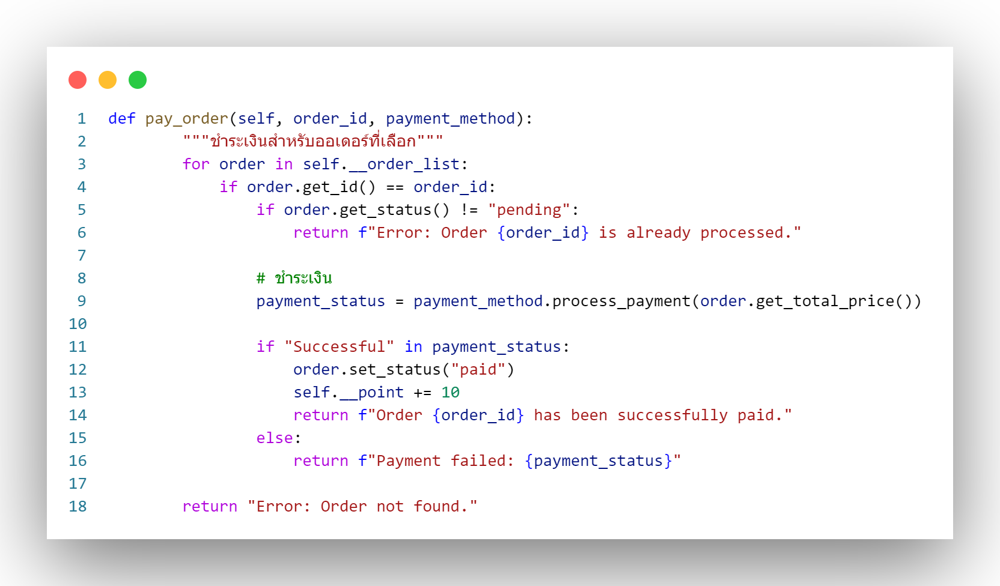 1 def pay_order(self, order_id, payment_method):
2 """ชำระเงินสำหรับออเดอร์ที่เลือก"""
3 for order in self.__order_list:
4 if order.get_id() == order_id:
5 if order.get_status() != "pending":
6 return f"Error: Order {order_id} is already processed."
7
8 # ชำระเงิน
9 payment_status = payment_method.process_payment(order.get_total_price())
10
11 if "Successful" in payment_status:
12 order.set_status("paid")
13 self.__point += 10
14 return f"Order {order_id} has been successfully paid."
15 else:
16 return f"Payment failed: {payment_status}"
17
18 return "Error: Order not found."